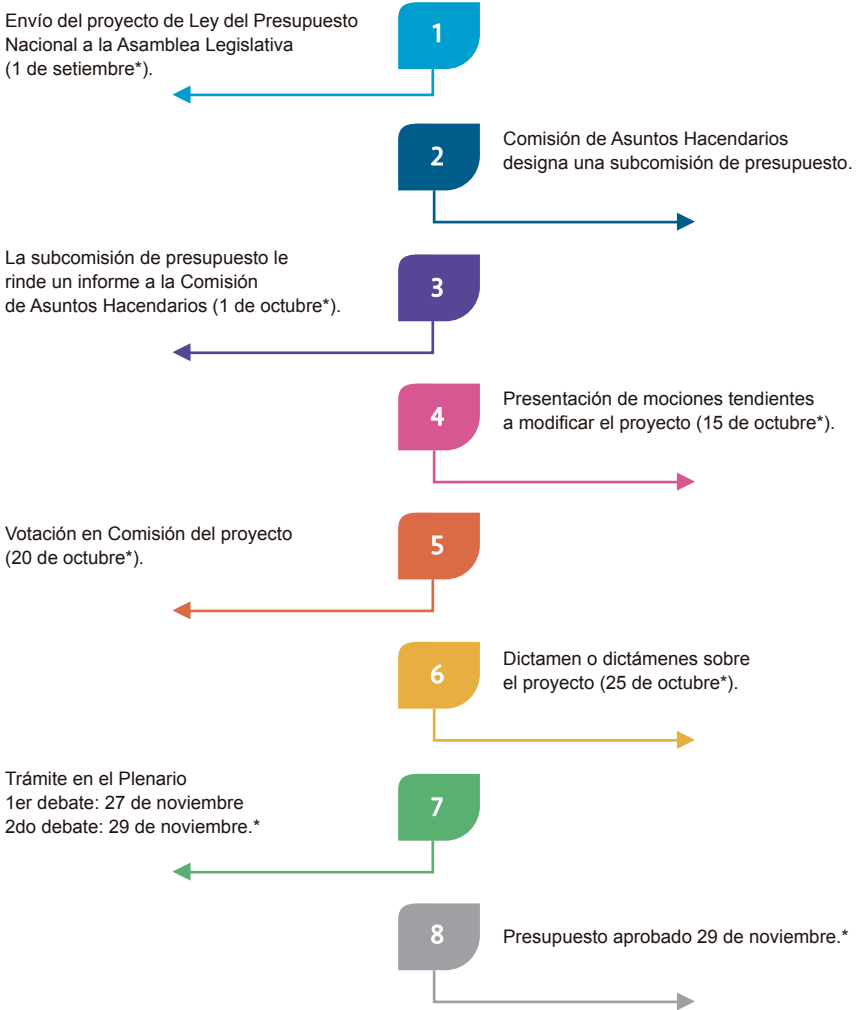 Envío del proyecto de Ley del Presupuesto
Nacional a la Asamblea Legislativa
(1 de setiembre*).
1
2
Comisión de Asuntos Hacendarios
designa una subcomisión de presupuesto.
La subcomisión de presupuesto le
rinde un informe a la Comisión
de Asuntos Hacendarios (1 de octubre*).
3
4
Presentación de mociones tendientes
a modificar el proyecto (15 de octubre*).
Votación en Comisión del proyecto
(20 de octubre*).
5
6
Dictamen o dictámenes sobre
el proyecto (25 de octubre*).
Trámite en el Plenario
1er debate: 27 de noviembre
2do debate: 29 de noviembre.*
7
8
Presupuesto aprobado 29 de noviembre.*